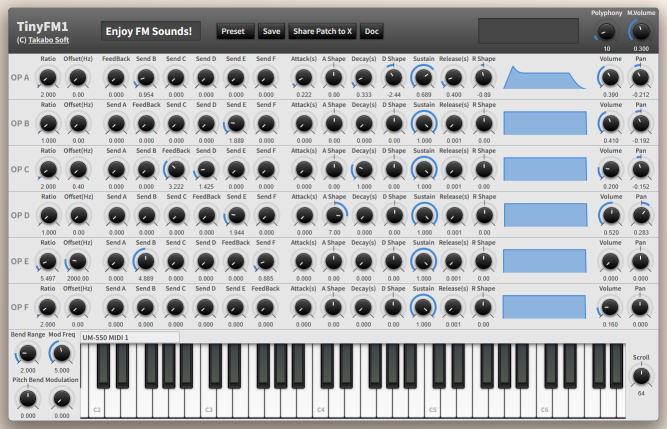 TinyFM1
(C) Takabo Soft
Enjoy FM Sounds!
Preset Save Share Patch to X Doc
Polyphony M.Volume
10 0.300
Ratio Offset(Hz) FeedBack Send B Send C Send D Send E Send F Attack(s) A Shape Decay(s) D Shape Sustain Release(s) R Shape Volume Pan
OP A
2.000 0.00 0.000 0.954 0.000 0.000 0.000 0.000 0.222 0.00 0.333 -2.44 0.689 0.400 -0.89 0.390 -0.212
Ratio Offset(Hz) Send A FeedBack Send C Send D Send E Send F Attack(s) A Shape Decay(s) D Shape Sustain Release(s) R Shape Volume Pan
OP B
1.000 0.00 0.000 0.000 0.000 0.000 1.889 0.000 0.000 0.00 0.000 0.00 1.000 0.001 0.00 0.410 -0.192
Ratio Offset(Hz) Send A Send B FeedBack Send D Send E Send F Attack(s) A Shape Decay(s) D Shape Sustain Release(s) R Shape Volume Pan
OP C
2.000 0.40 0.000 0.000 3.222 1.425 0.000 0.000 0.000 0.00 1.000 0.00 1.000 0.001 0.00 0.200 -0.152
Ratio Offset(Hz) Send A Send B Send C FeedBack Send E Send F Attack(s) A Shape Decay(s) D Shape Sustain Release(s) R Shape Volume Pan
OP D
1.000 0.00 0.000 0.000 0.000 0.000 1.944 0.000 0.000 7.00 0.000 0.00 1.000 0.001 0.00 0.520 0.283
Ratio Offset(Hz) Send A Send B Send C Send D FeedBack Send F Attack(s) A Shape Decay(s) D Shape Sustain Release(s) R Shape Volume Pan
OP E
5.497 2000.00 0.000 4.889 0.000 0.000 0.000 0.885 0.000 0.00 0.000 0.00 1.000 0.001 0.00 0.000 0.000
Ratio Offset(Hz) Send A Send B Send C Send D Send E FeedBack Attack(s) A Shape Decay(s) D Shape Sustain Release(s) R Shape Volume Pan
OP F
2.000 0.00 0.000 0.000 0.000 0.000 0.000 0.000 0.000 0.00 0.000 0.00 1.000 0.001 0.00 0.160 0.000
Bend Range Mod Freq
2.000 5.000
Pitch Bend Modulation
0.000 0.000
UM-550 MIDI 1
C2 C3 C4 C5 C6
Scroll
64